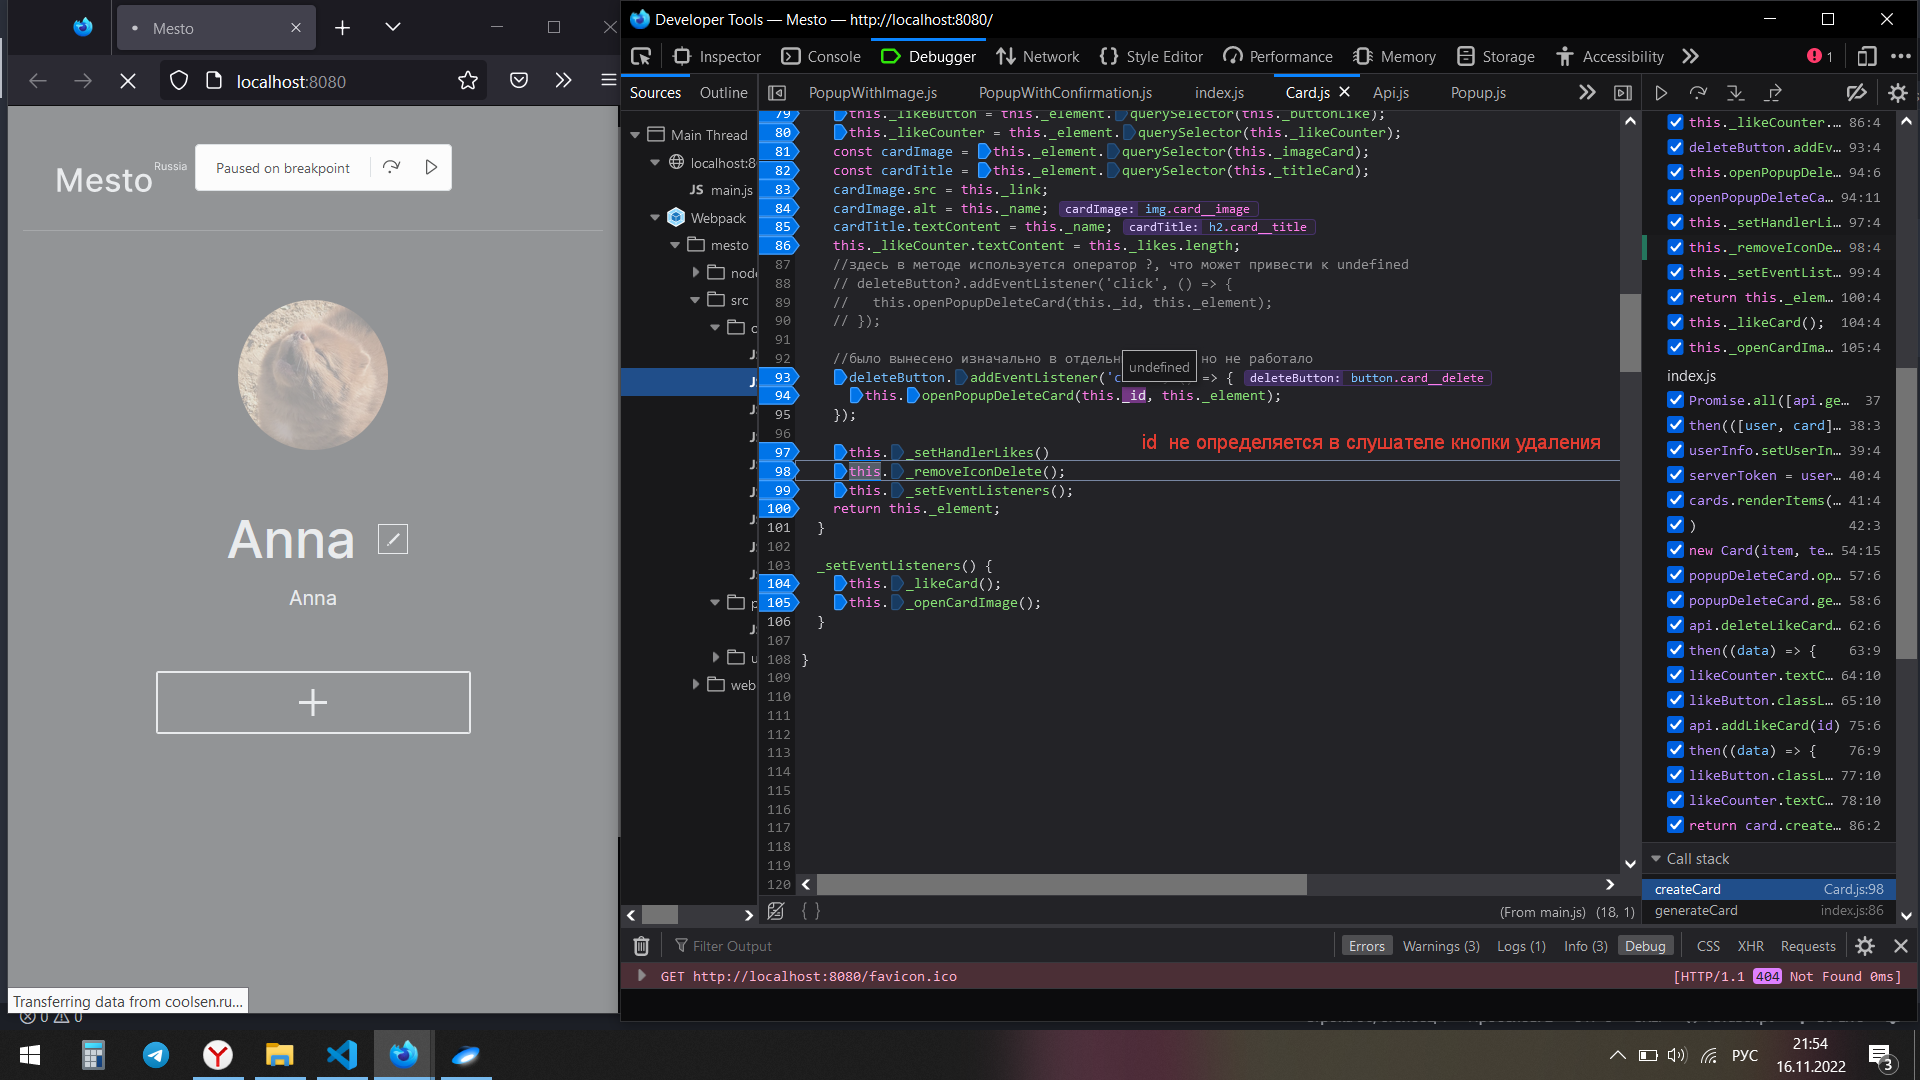 Mesto
Developer Tools — Mesto — http://localhost:8080/
localhost:8080
Inspector
Console
Debugger
Network
Style Editor
Performance
Memory
Storage
Accessibility
1
Sources
Outline
PopupWithImage.js
PopupWithConfirmation.js
index.js
Card.js
Api.js
Popup.js
Mesto
Russia
Paused on breakpoint
Anna
Anna
Transferring data from coolsen.ru...
0 0
Main Thread
localhost:8
main.js
Webpack
mesto
node
src
web
79 this._likeButton = this._element.querySelector(this._buttonLike);
80 this._likeCounter = this._element.querySelector(this._likeCounter);
81 const cardImage = this._element.querySelector(this._imageCard);
82 const cardTitle = this._element.querySelector(this._titleCard);
83 cardImage.src = this._link;
84 cardImage.alt = this._name; cardImage: img.card__image
85 cardTitle.textContent = this._name; cardTitle: h2.card__title
86 this._likeCounter.textContent = this._likes.length;
87 //здесь в методе используется оператор ?, что может привести к undefined
88 // deleteButton?.addEventListener('click', () => {
89 // this.openPopupDeleteCard(this._id, this._element);
90 // });
91
92 //было вынесено изначально в отдельн но не работало
undefined
93 deleteButton.addEventListener('c => { deleteButton: button.card__delete
94 this.openPopupDeleteCard(this._id, this._element);
95 });
96
id не определяется в слушателе кнопки удаления
97 this._setHandlerLikes()
98 this._removeIconDelete();
99 this._setEventListeners();
100 return this._element;
101 }
102
103 _setEventListeners() {
104 this._likeCard();
105 this._openCardImage();
106 }
107
108 }
109
110
111
112
113
114
115
116
117
118
119
120
{ }
(From main.js) (18, 1)
this._likeCounter.… 86:4
deleteButton.addEv… 93:4
this.openPopupDele… 94:6
openPopupDeleteCa… 94:11
this._setHandlerLi… 97:4
this._removeIconDe… 98:4
this._setEventList… 99:4
return this._elem… 100:4
this._likeCard(); 104:4
this._openCardIma… 105:4
index.js
Promise.all([api.ge… 37
then(([user, card]… 38:3
userInfo.setUserIn… 39:4
serverToken = user… 40:4
cards.renderItems(… 41:4
) 42:3
new Card(item, te… 54:15
popupDeleteCard.op… 57:6
popupDeleteCard.ge… 58:6
api.deleteLikeCard… 62:6
then((data) => { 63:9
likeCounter.textC… 64:10
likeButton.classL… 65:10
api.addLikeCard(id) 75:6
then((data) => { 76:9
likeButton.classL… 77:10
likeCounter.textC… 78:10
return card.create… 86:2
Call stack
createCard Card.js:98
generateCard index.js:86
Filter Output
Errors
Warnings (3)
Logs (1)
Info (3)
Debug
CSS
XHR
Requests
GET http://localhost:8080/favicon.ico [HTTP/1.1 404 Not Found 0ms]
РУС
21:54
16.11.2022
3